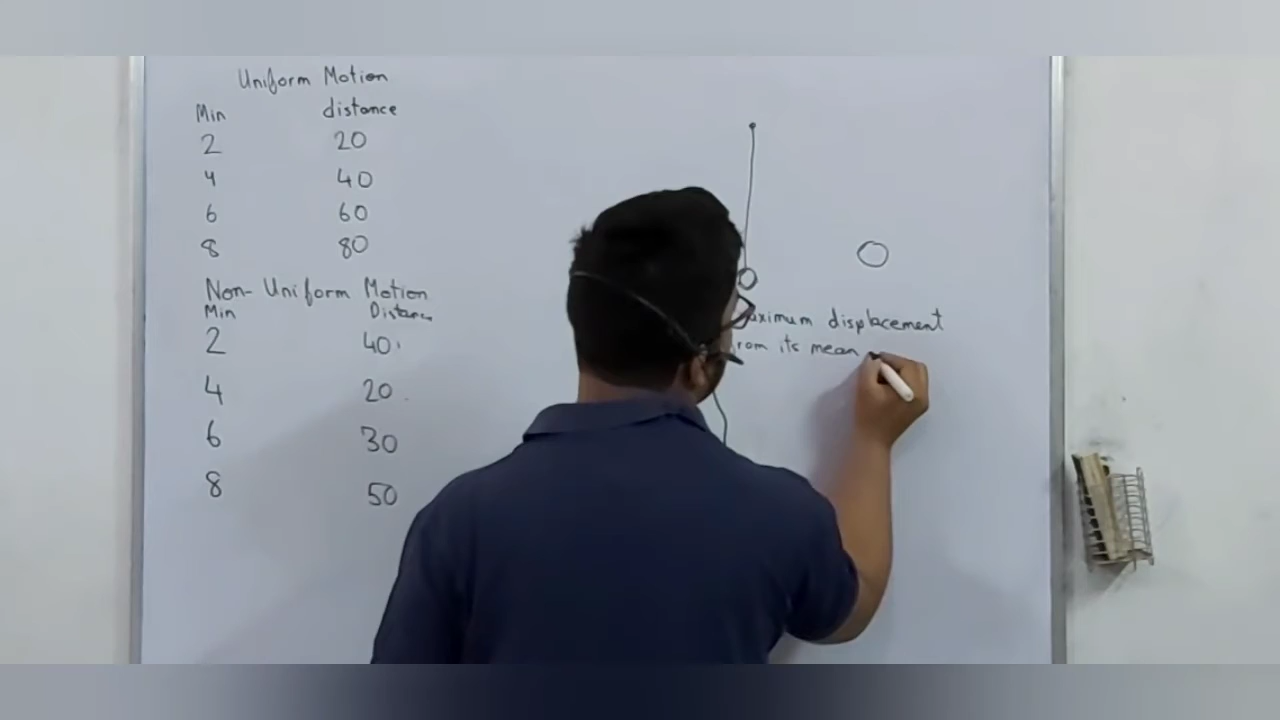 Uniform Motion
Min distance
2 20
4 40
6 60
8 80
Non-Uniform Motion
Min Distance
2 40
4 20
6 30
8 50
displacement
its mean